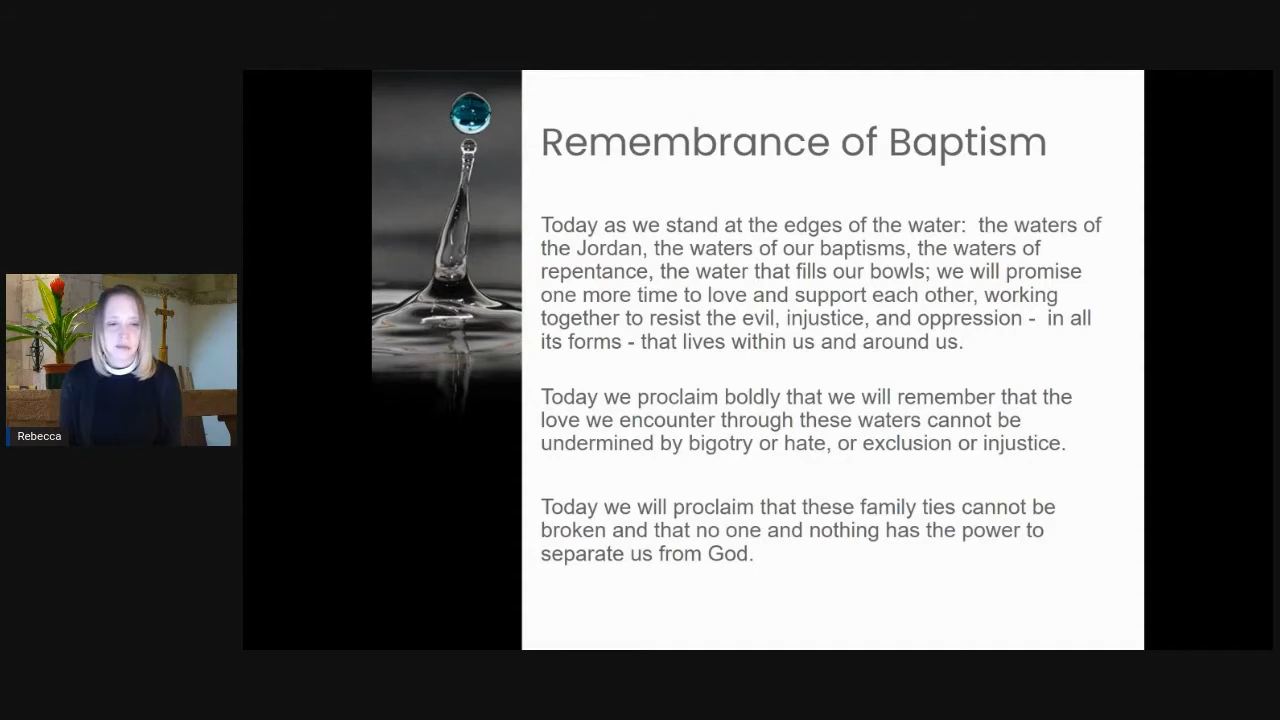 Remembrance of Baptism
Today as we stand at the edges of the water:  the waters of
the Jordan, the waters of our baptisms, the waters of
repentance, the water that fills our bowls; we will promise
one more time to love and support each other, working
together to resist the evil, injustice, and oppression -  in all
its forms - that lives within us and around us.
Today we proclaim boldly that we will remember that the
love we encounter through these waters cannot be
undermined by bigotry or hate, or exclusion or injustice.
Today we will proclaim that these family ties cannot be
broken and that no one and nothing has the power to
separate us from God.
Rebecca